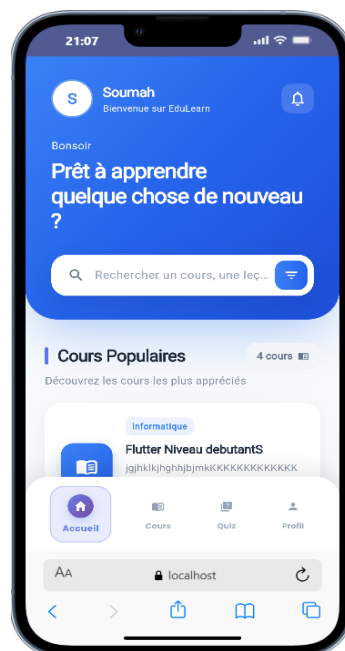 21:07
S
Soumah
Bienvenue sur EduLearn
Bonsoir
Prêt à apprendre
quelque chose de nouveau
?
Rechercher un cours, une leç...
Cours Populaires
4 cours
Découvrez les cours les plus appréciés
Informatique
Flutter Niveau debutantS
jgjhklkjhghhjbjmkKKKKKKKKKKKKK
Accueil
Cours
Quiz
Profil
AA
localhost